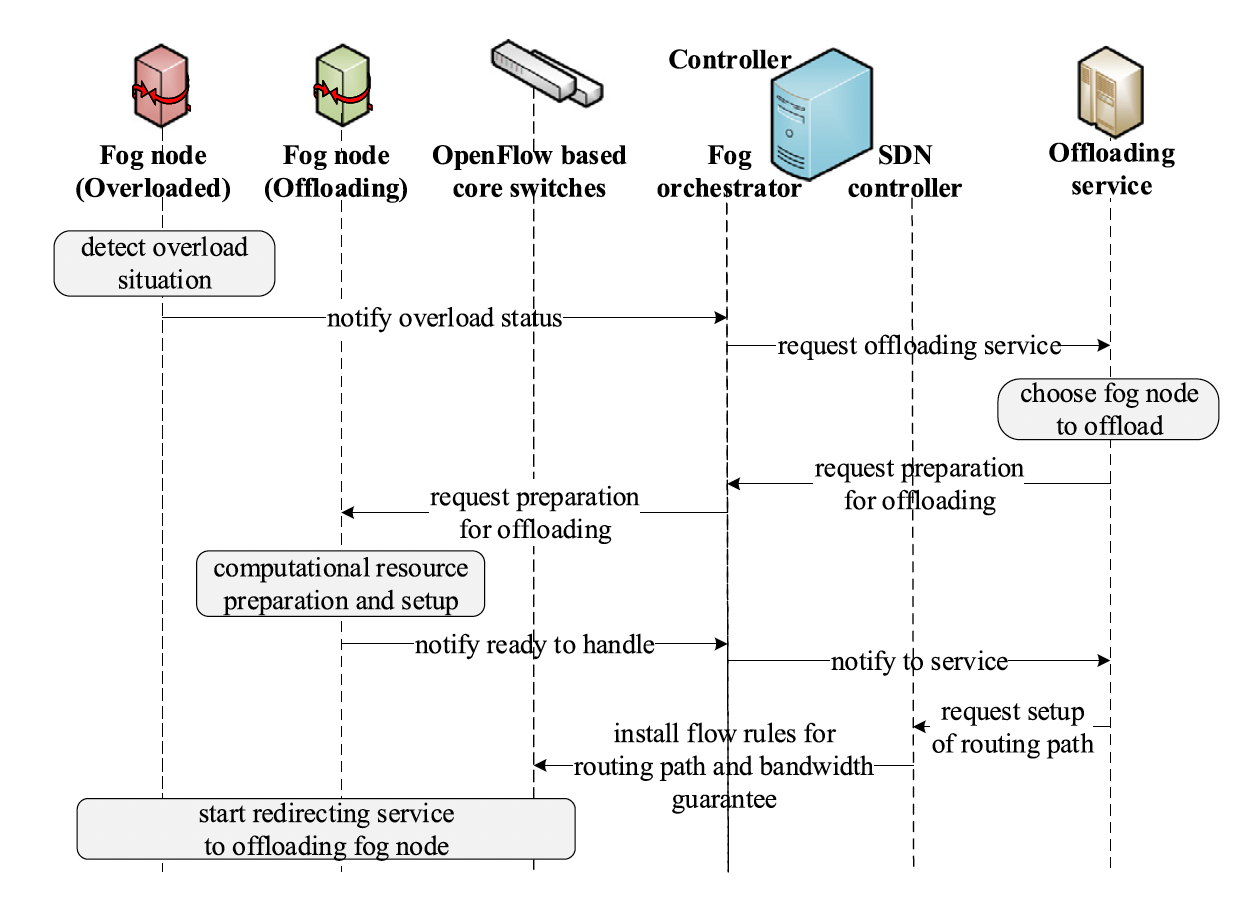 Controller
Fog node
(Overloaded)
Fog node
(Offloading)
OpenFlow based
core switches
Fog
orchestrator
SDN
controller
Offloading
service
detect overload
situation
notify overload status
request offloading service
choose fog node
to offload
request preparation
for offloading
request preparation
for offloading
computational resource
preparation and setup
notify ready to handle
notify to service
request setup
of routing path
install flow rules for
routing path and bandwidth
guarantee
start redirecting service
to offloading fog node